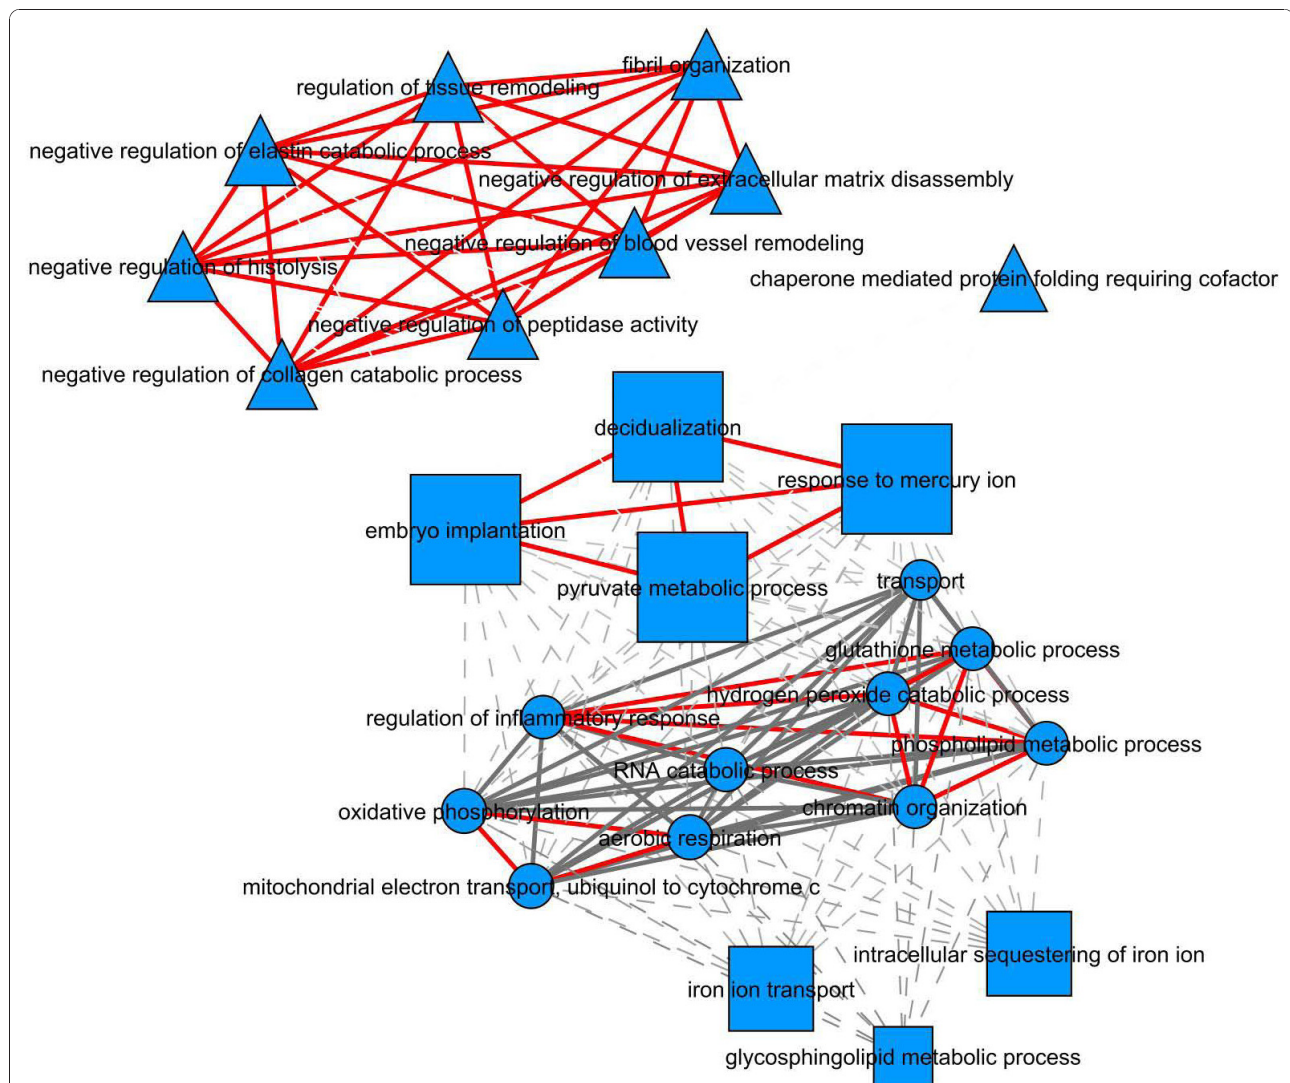 fibril organization
regulation of tissue remodeling
negative regulation of elastin catabolic process
negative regulation of extracellular matrix disassembly
negative regulation of blood vessel remodeling
negative regulation of histolysis
chaperone mediated protein folding requiring cofactor
negative regulation of peptidase activity
negative regulation of collagen catabolic process
decidualization
response to mercury ion
embryo implantation
transport
pyruvate metabolic process
glutathione metabolic process
hydrogen peroxide catabolic process
regulation of inflammatory response
phospholipid metabolic process
RNA catabolic process
chromatin organization
oxidative phosphorylation
aerobic respiration
mitochondrial electron transport, ubiquinol to cytochrome c
intracellular sequestering of iron ion
iron ion transport
glycosphingolipid metabolic process